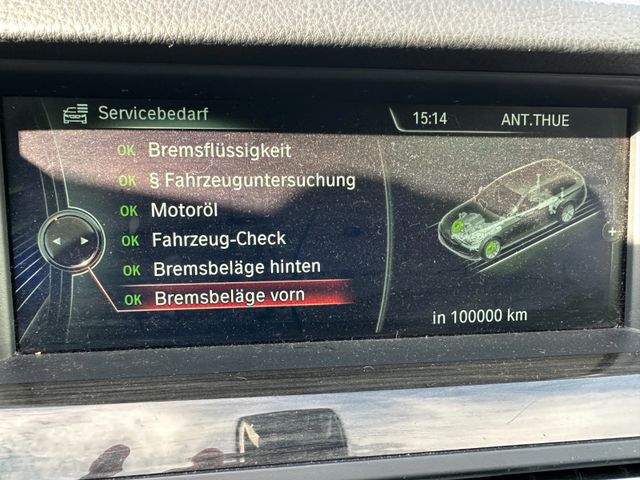 Servicebedarf
15:14 ANT.THUE
OK Bremsflüssigkeit
OK § Fahrzeuguntersuchung
OK Motoröl
OK Fahrzeug-Check
OK Bremsbeläge hinten
OK Bremsbeläge vorn
in 100000 km